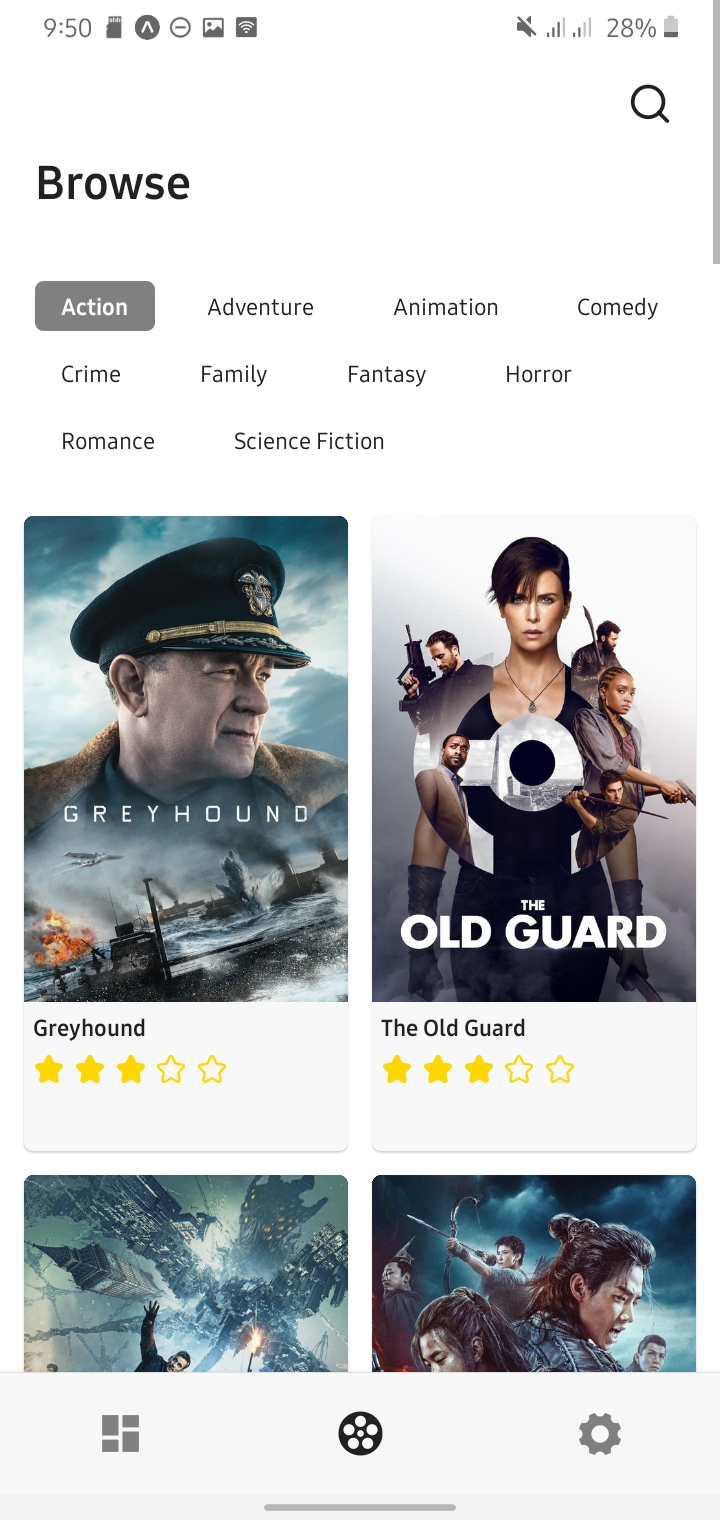 9:50 28%
Browse
Action Adventure Animation Comedy
Crime Family Fantasy Horror
Romance Science Fiction
GREYHOUND
THE
OLD GUARD
Greyhound The Old Guard